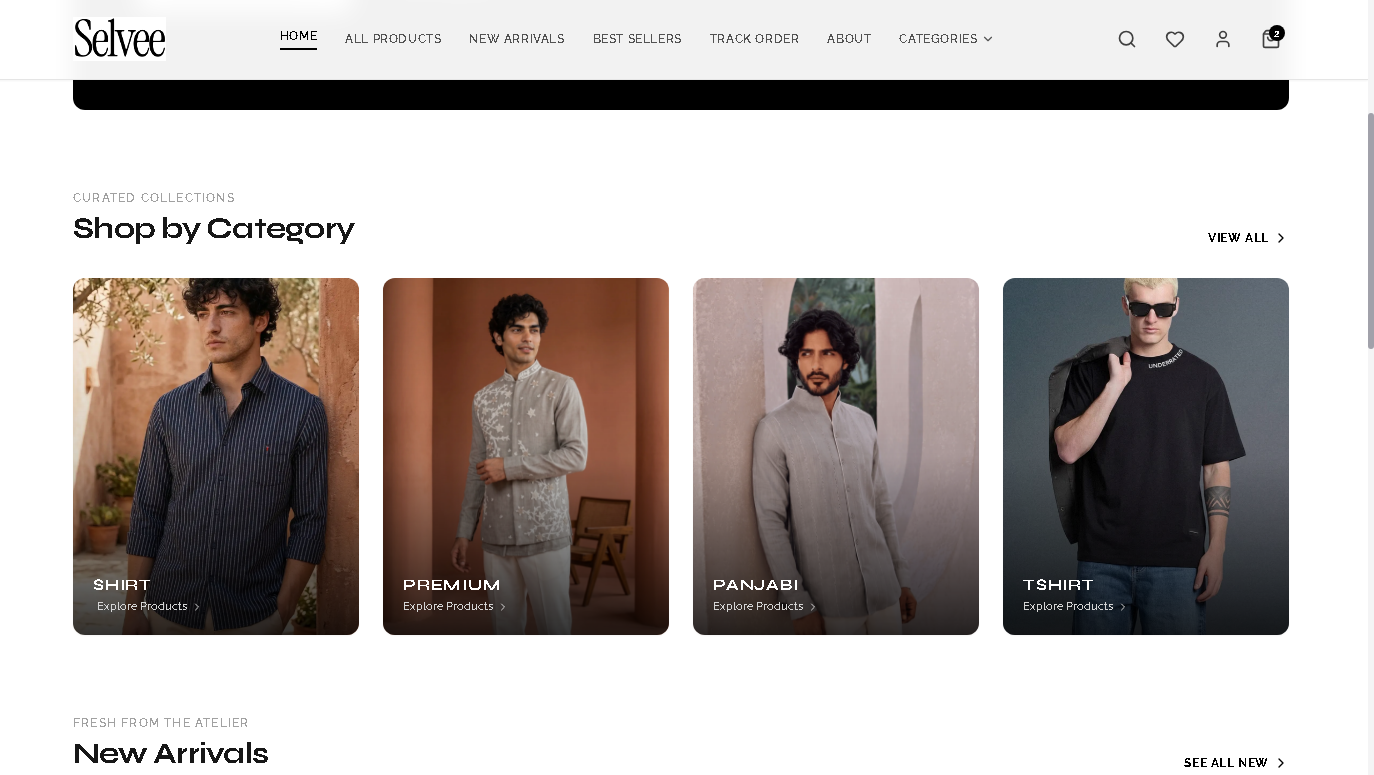 Selvee
HOME ALL PRODUCTS NEW ARRIVALS BEST SELLERS TRACK ORDER ABOUT CATEGORIES 2
CURATED COLLECTIONS
Shop by Category
VIEW ALL
UNDERRATED
SHIRT PREMIUM PANJABI TSHIRT
Explore Products Explore Products Explore Products Explore Products
FRESH FROM THE ATELIER
New Arrivals
SEE ALL NEW